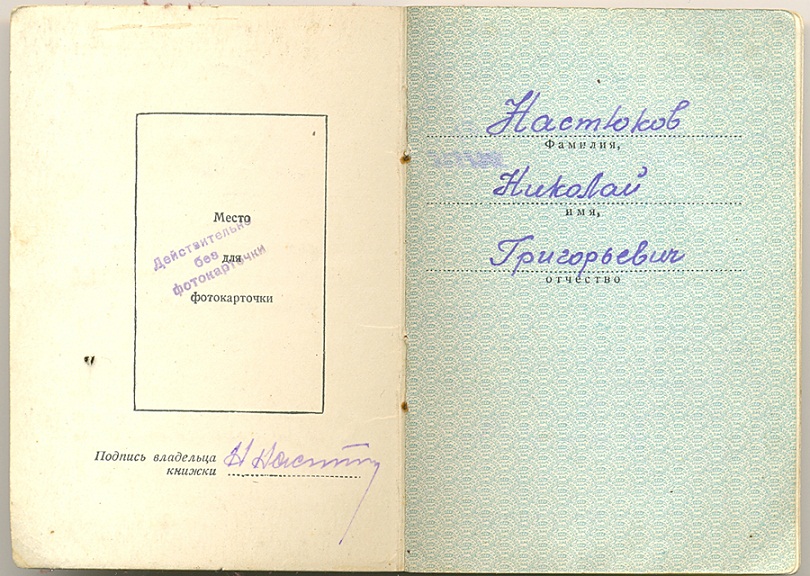 Место
для
фотокарточки
Действительно
без
фотокарточки
Подпись владельца
книжки
Настюков
Фамилия,
Николай
имя,
Григорьевич
отчество